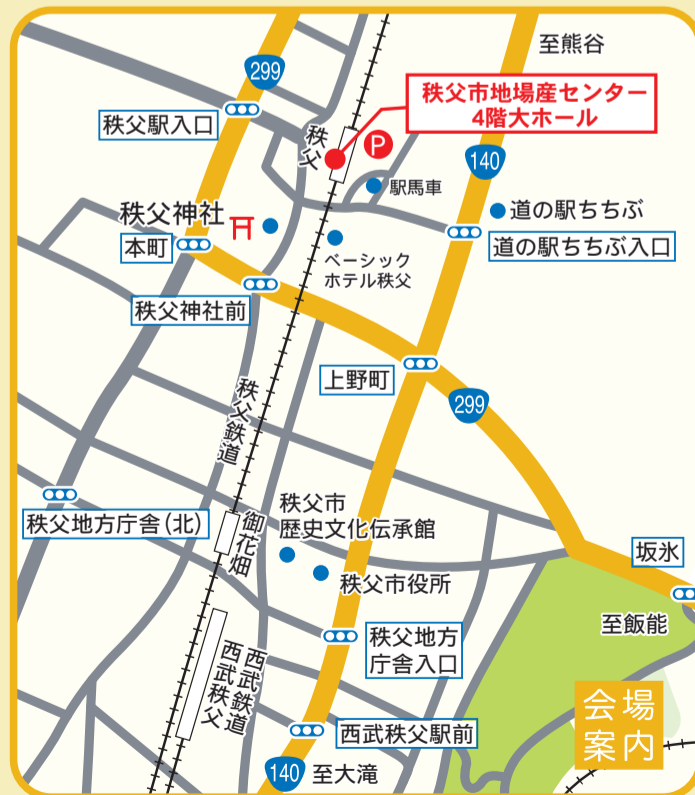 至熊谷
299
秩父市地場産センター
4階大ホール
秩父駅入口
秩父
P
140
駅馬車
道の駅ちちぶ
秩父神社
本町
道の駅ちちぶ入口
ベーシック
ホテル秩父
秩父神社前
上野町
299
秩父鉄道
秩父市
歴史文化伝承館
秩父地方庁舎(北)
御花畑
坂氷
秩父市役所
至飯能
秩父地方
庁舎入口
西武鉄道
西武秩父
西武秩父駅前
会場
案内
140
至大滝